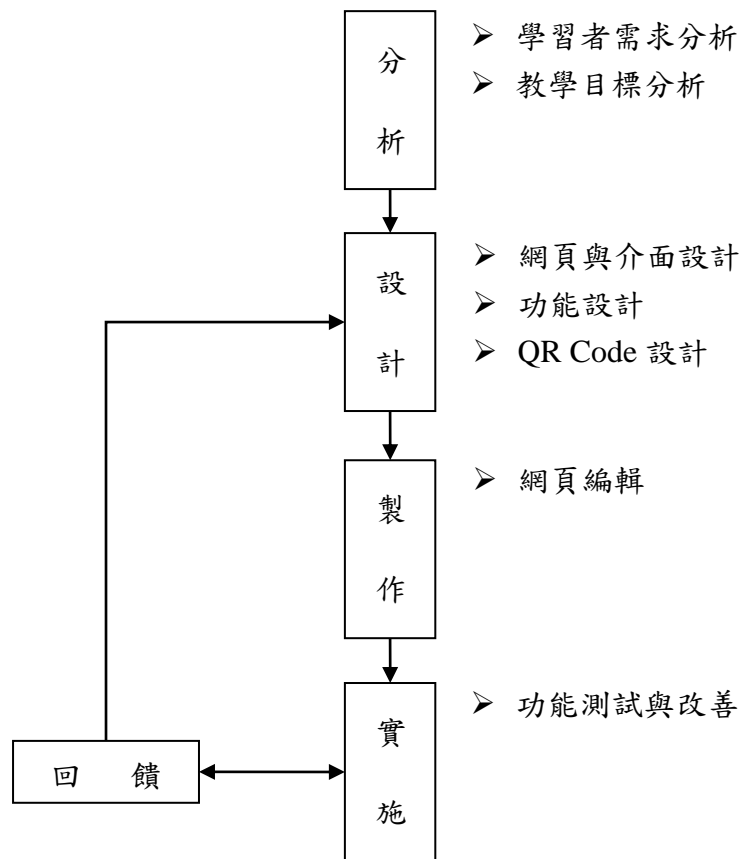 分析
➢ 學習者需求分析
➢ 教學目標分析
設計
➢ 網頁與介面設計
➢ 功能設計
➢ QR Code 設計
製作
➢ 網頁編輯
實施
➢ 功能測試與改善
回 饋